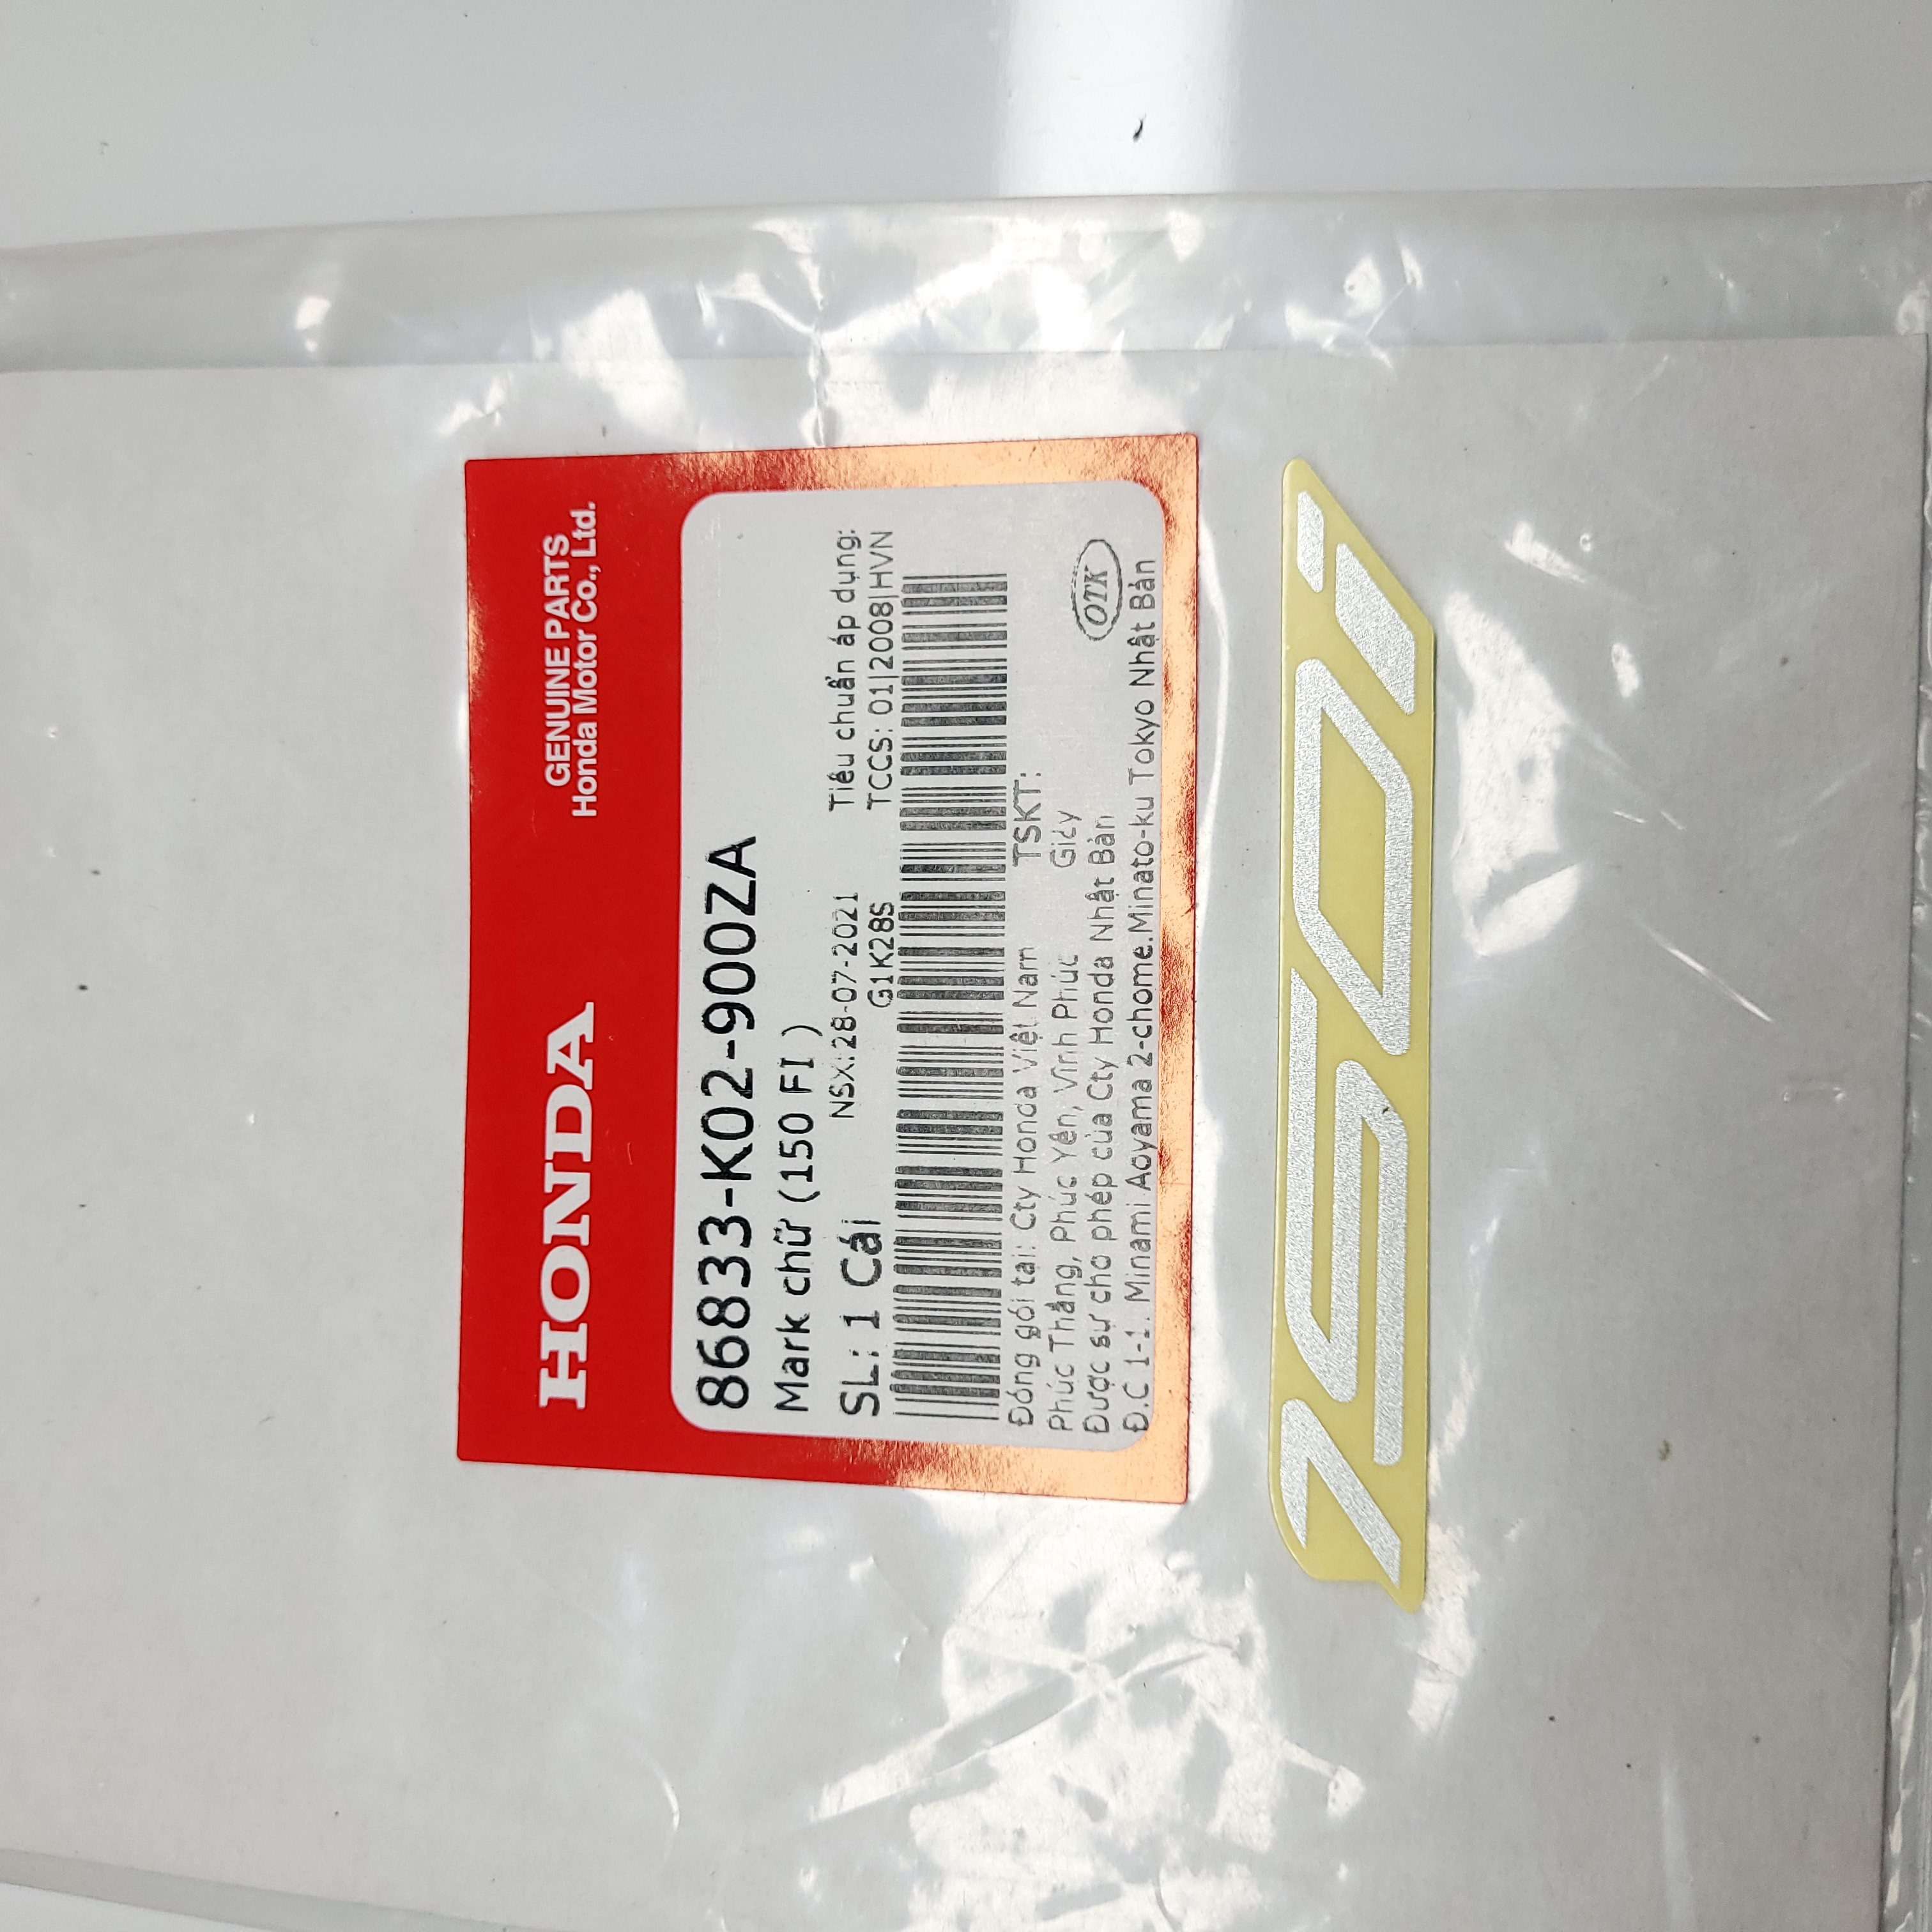 HONDA
GENUINE PARTS
Honda Motor Co., Ltd.
86833-K02-900ZA
Mark chữ (150 FI )
SL: 1 Cái
NSX:28-07-2021
G1K28S
Tiêu chuẩn áp dụng:
TCCS: 01|2008|HVN
Đóng gói tại: Cty Honda Việt Nam
TSKT:
Phúc Thắng, Phúc Yên, Vĩnh Phúc
Giấy
Được sự cho phép của Cty Honda Nhật Bản
OTK
Đ.C 1-1. Minami Aoyama 2-chome.Minato-ku Tokyo Nhật Bản
150i